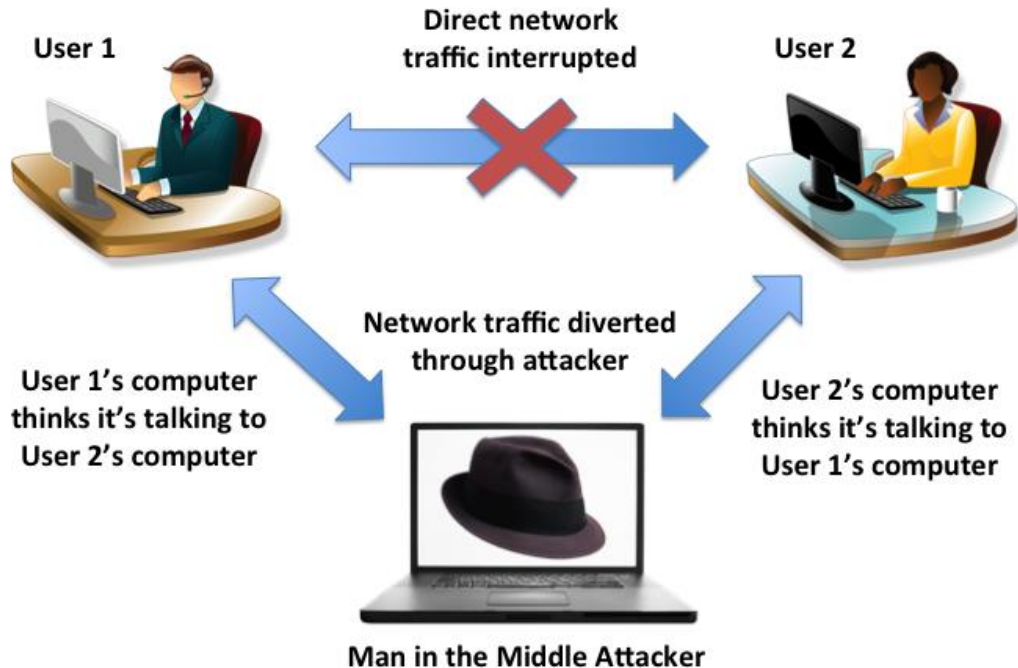 User 1
Direct network
traffic interrupted
User 2
Network traffic diverted
through attacker
User 1’s computer
thinks it’s talking to
User 2’s computer
User 2’s computer
thinks it’s talking to
User 1’s computer
Man in the Middle Attacker